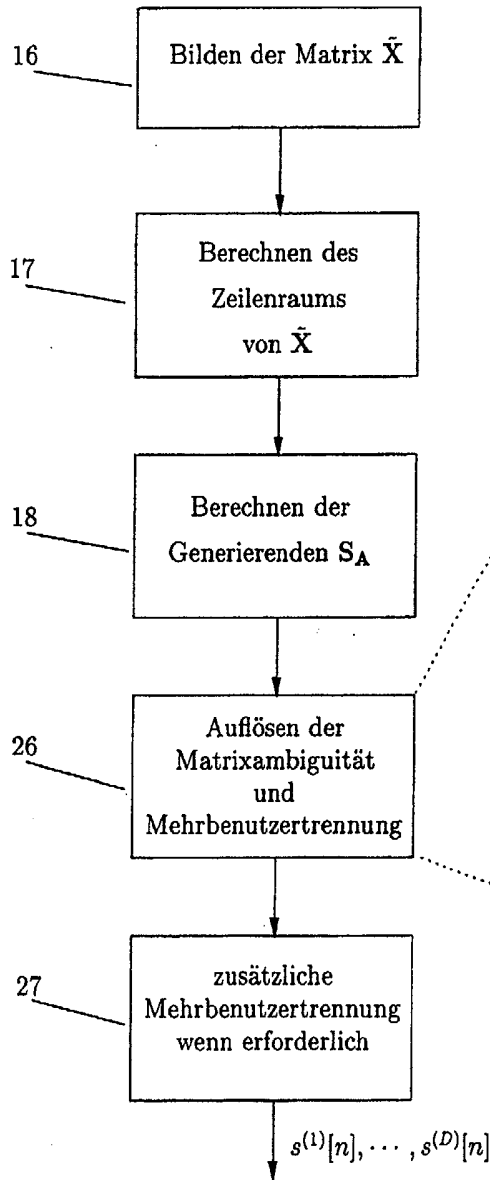 16
Bilden der Matrix X̃
17
Berechnen des
Zeilenraums
von X̃
18
Berechnen der
Generierenden S_A
26
Auflösen der
Matrixambiguität
und
Mehrbenutzertrennung
27
zusätzliche
Mehrbenutzertrennung
wenn erforderlich
s^(1)[n], ⋯ , s^(D)[n]